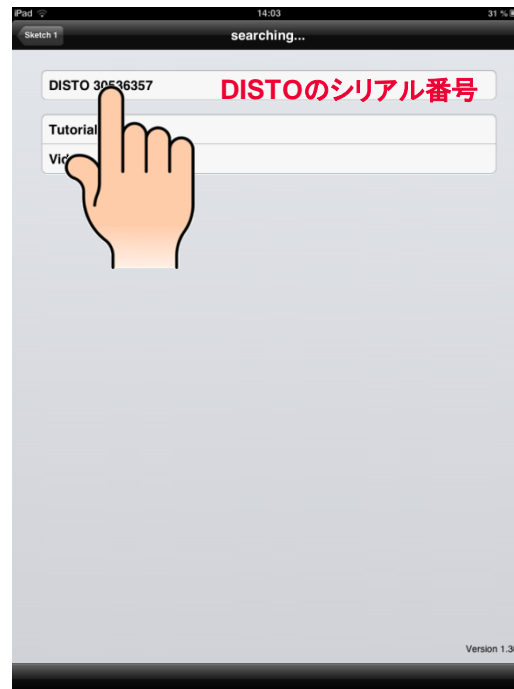 iPad 14:03 31 %
Sketch 1 searching...
DISTO 30536357 DISTOのシリアル番号
Tutorial
Version 1.3